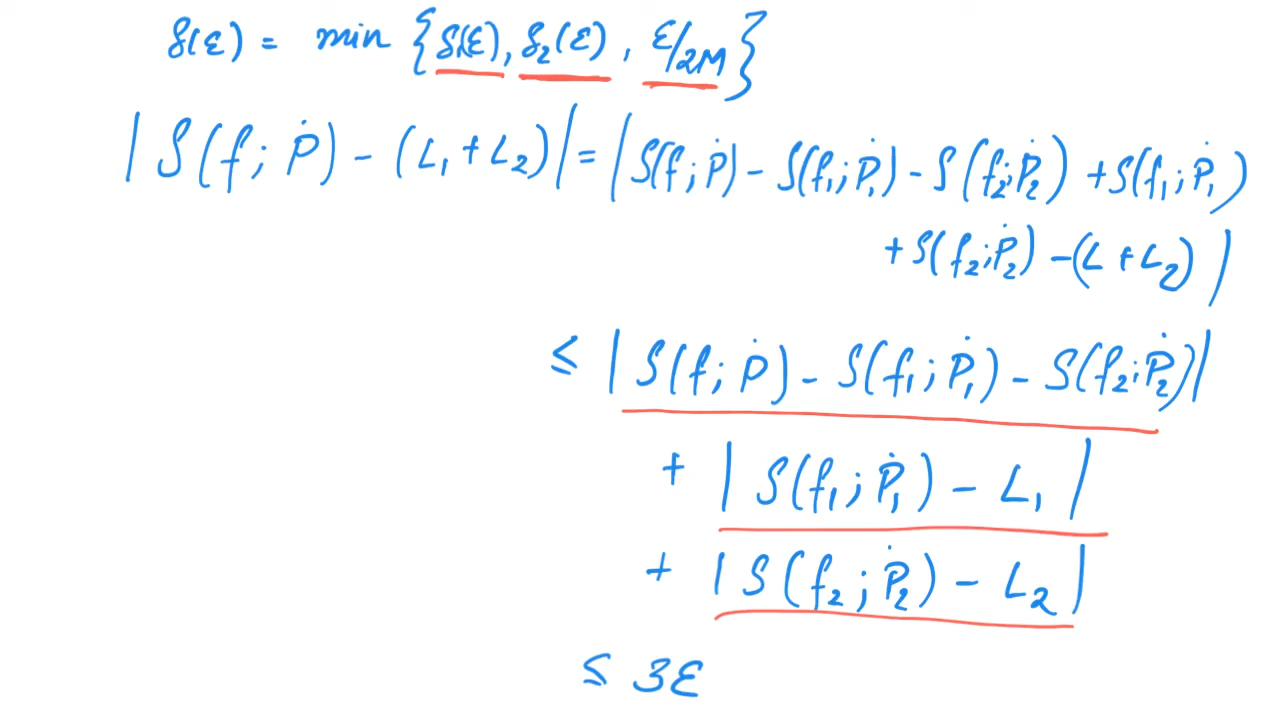 δ(ε) = min {δ(ε), δ₂(ε), ε/2M}
| S(f; Ṗ) - (L₁ + L₂) | = | S(f; Ṗ) - S(f₁; Ṗ₁) - S(f₂; Ṗ₂) + S(f₁; Ṗ₁)
+ S(f₂; Ṗ₂) - (L + L₂) |
≤ | S(f; Ṗ) - S(f₁; Ṗ₁) - S(f₂; Ṗ₂) |
+ | S(f₁; Ṗ₁) - L₁ |
+ | S(f₂; Ṗ₂) - L₂ |
≤ 3ε